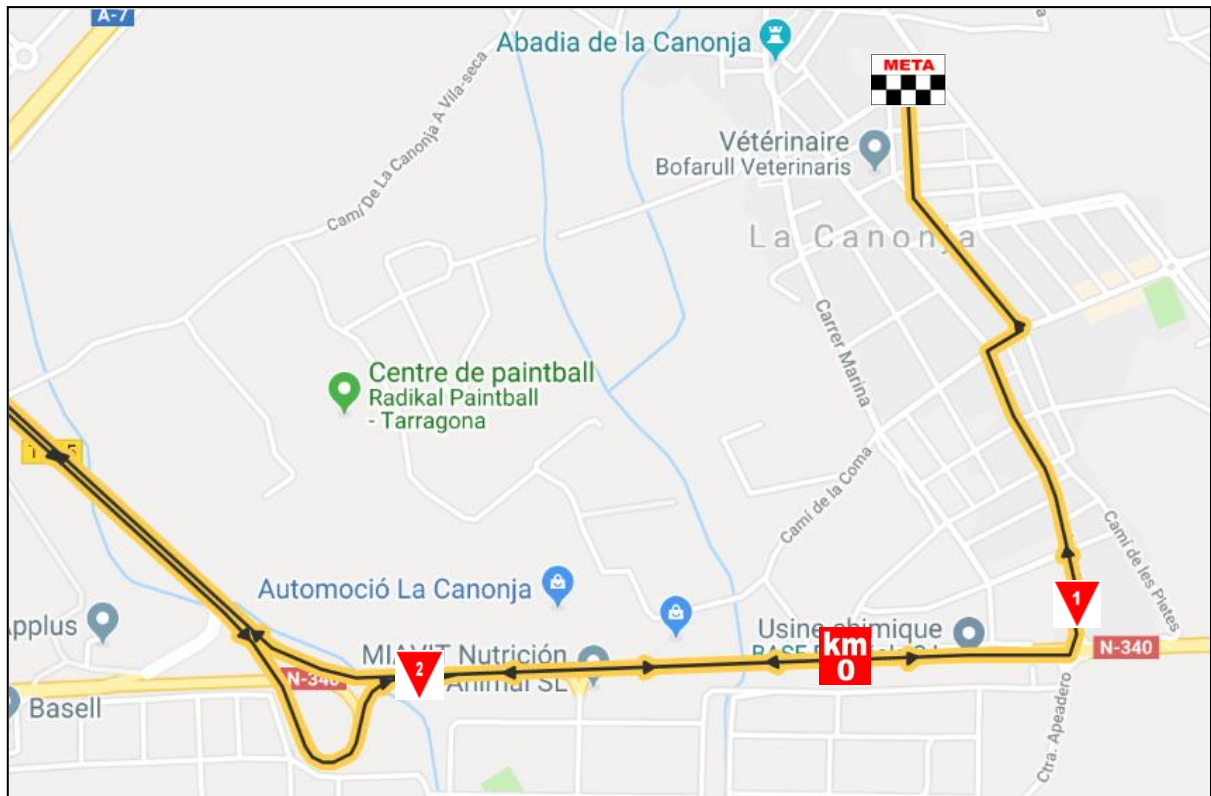 A-7
Abadia de la Canonja
META
Camí De La Canonja A Vila-seca
Vétérinaire
Bofarull Veterinaris
La Canonja
Carrer Marina
Centre de paintball
Radikal Paintball
- Tarragona
Camí de la Coma
Camí de les Pletes
Automoció La Canonja
1
Applus
Usine chimique
km
0
N-340
MIAVIT Nutrición
Animal SL
2
N-340
Basell
Ctra. Apeadero